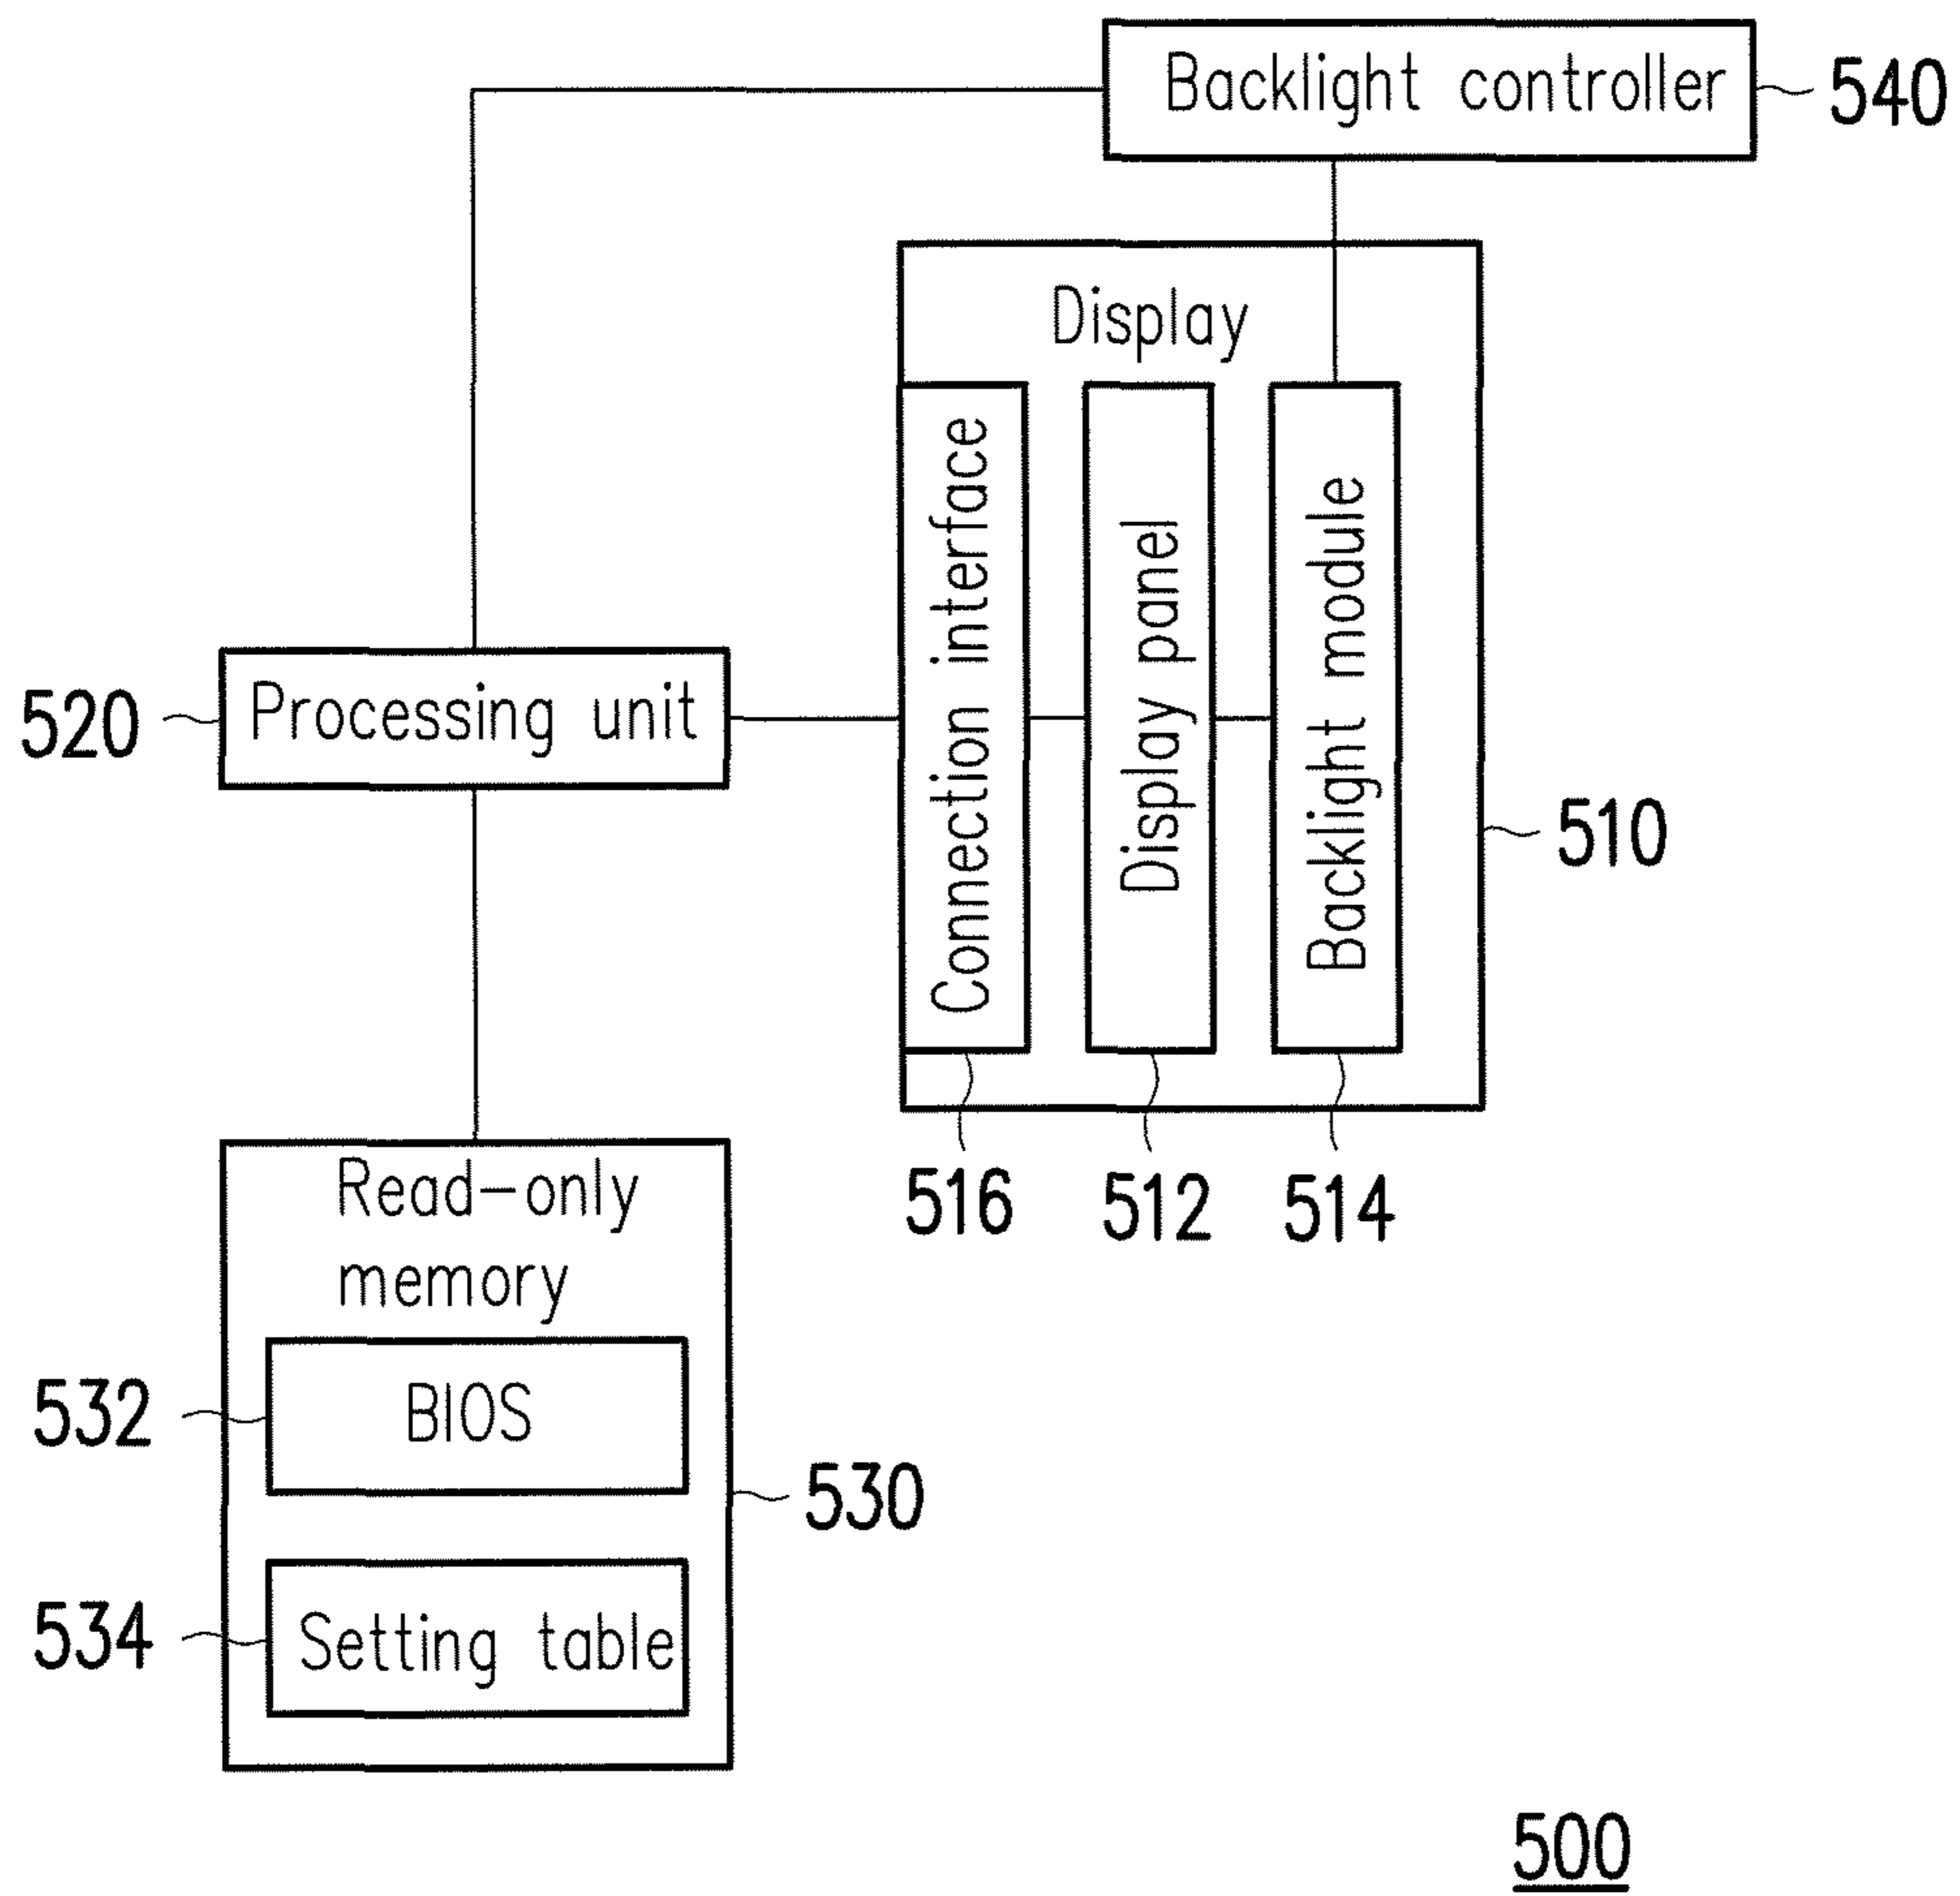 Backlight controller
540
Display
Connection interface
Display panel
Backlight module
520
Processing unit
510
516
512
514
Read-only
memory
532
BIOS
530
534
Setting table
500